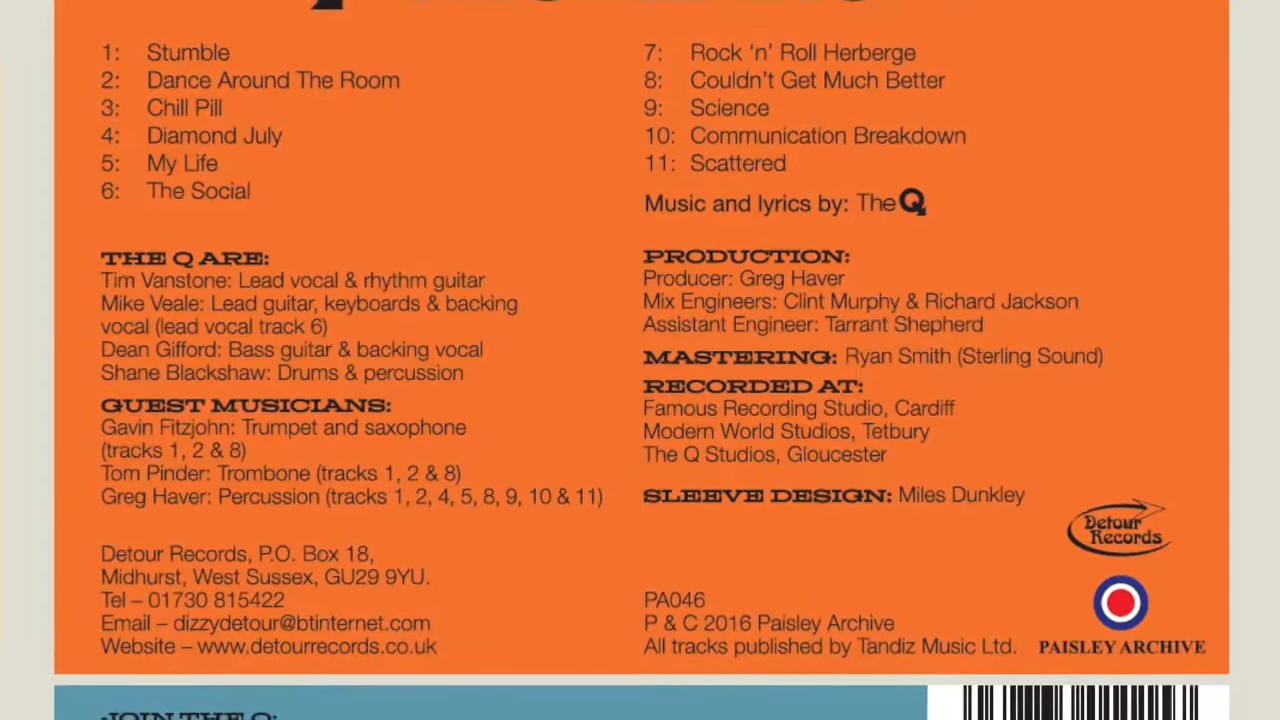 1: Stumble
2: Dance Around The Room
3: Chill Pill
4: Diamond July
5: My Life
6: The Social
7: Rock ‘n’ Roll Herberge
8: Couldn’t Get Much Better
9: Science
10: Communication Breakdown
11: Scattered
Music and lyrics by: The Q
THE Q ARE:
Tim Vanstone: Lead vocal & rhythm guitar
Mike Veale: Lead guitar, keyboards & backing
vocal (lead vocal track 6)
Dean Gifford: Bass guitar & backing vocal
Shane Blackshaw: Drums & percussion
GUEST MUSICIANS:
Gavin Fitzjohn: Trumpet and saxophone
(tracks 1, 2 & 8)
Tom Pinder: Trombone (tracks 1, 2 & 8)
Greg Haver: Percussion (tracks 1, 2, 4, 5, 8, 9, 10 & 11)
Detour Records, P.O. Box 18,
Midhurst, West Sussex, GU29 9YU.
Tel – 01730 815422
Email – dizzydetour@btinternet.com
Website – www.detourrecords.co.uk
PRODUCTION:
Producer: Greg Haver
Mix Engineers: Clint Murphy & Richard Jackson
Assistant Engineer: Tarrant Shepherd
MASTERING: Ryan Smith (Sterling Sound)
RECORDED AT:
Famous Recording Studio, Cardiff
Modern World Studios, Tetbury
The Q Studios, Gloucester
SLEEVE DESIGN: Miles Dunkley
Detour
Records
PA046
P & C 2016 Paisley Archive
All tracks published by Tandiz Music Ltd.
PAISLEY ARCHIVE
JOIN THE Q: